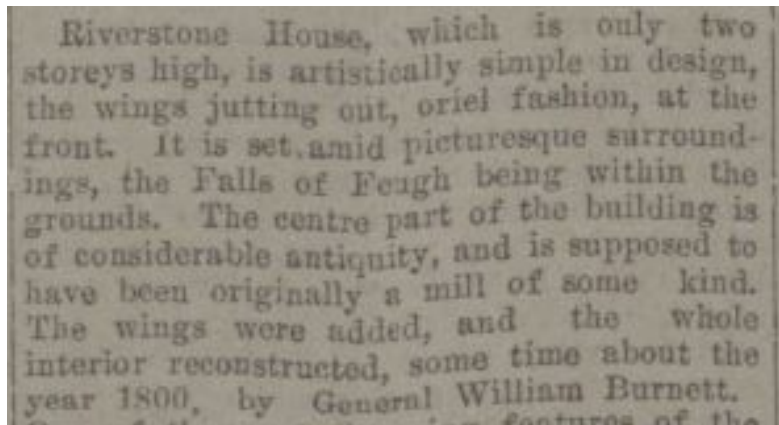 Riverstone House, which is only two
storeys high, is artistically simple in design,
the wings jutting out, oriel fashion, at the
front. It is set amid picturesque surround-
ings, the Falls of Feugh being within the
grounds. The centre part of the building is
of considerable antiquity, and is supposed to
have been originally a mill of some kind.
The wings were added, and the whole
interior reconstructed, some time about the
year 1800, by General William Burnett.
features of the